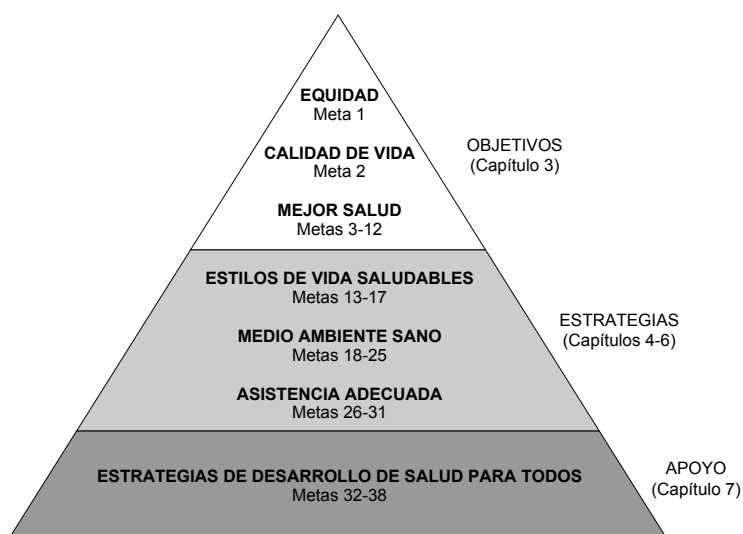 EQUIDAD
Meta 1
CALIDAD DE VIDA
Meta 2
MEJOR SALUD
Metas 3-12
OBJETIVOS
(Capítulo 3)
ESTILOS DE VIDA SALUDABLES
Metas 13-17
MEDIO AMBIENTE SANO
Metas 18-25
ASISTENCIA ADECUADA
Metas 26-31
ESTRATEGIAS
(Capítulos 4-6)
ESTRATEGIAS DE DESARROLLO DE SALUD PARA TODOS
Metas 32-38
APOYO
(Capítulo 7)